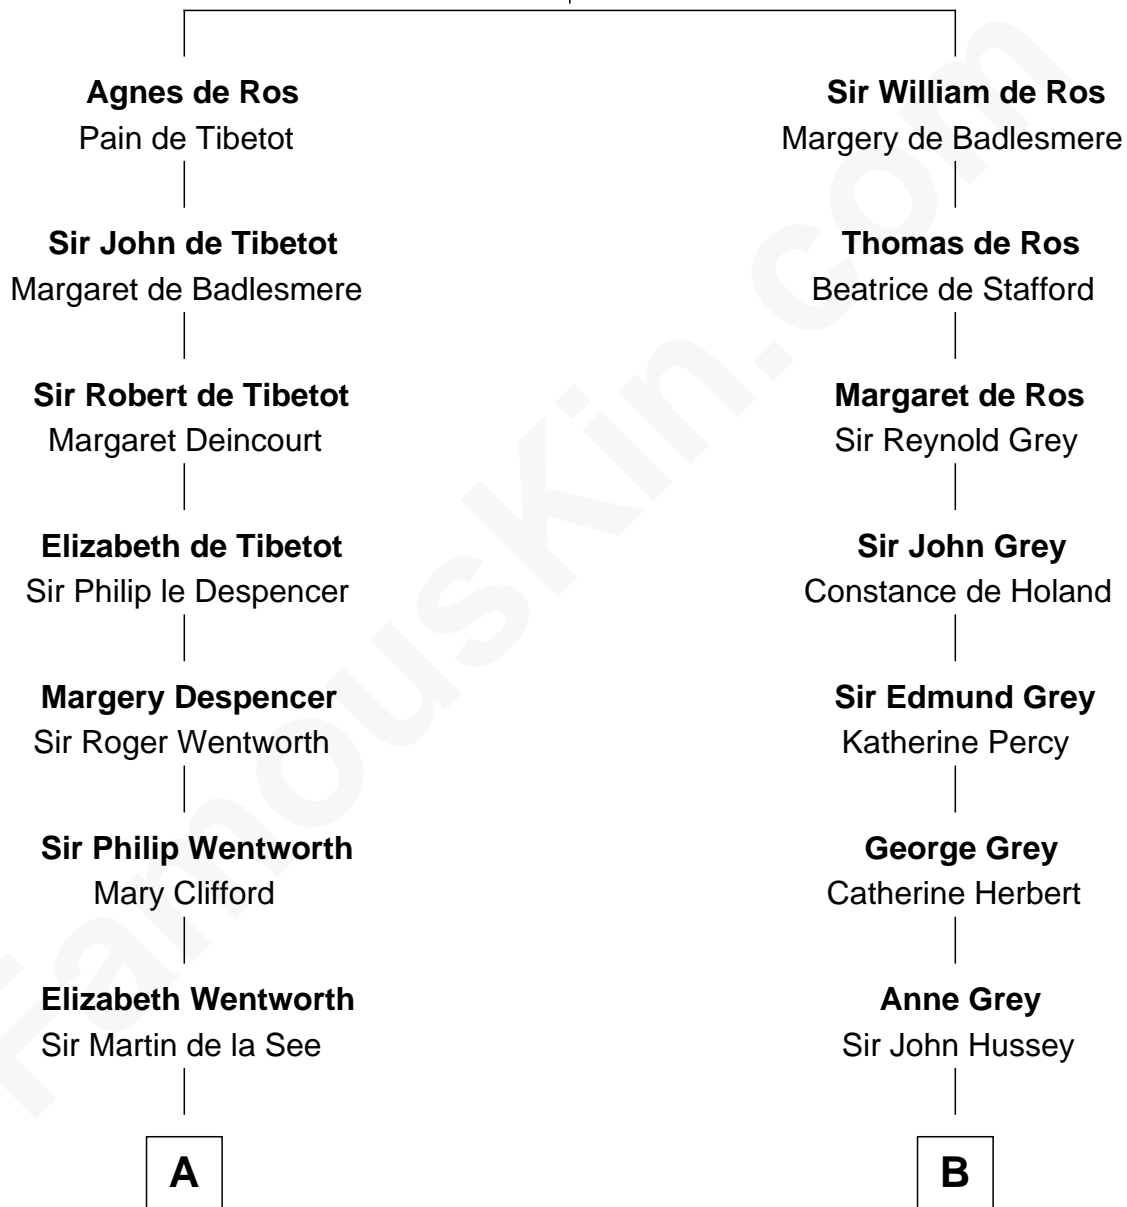 Agnes de Ros
Pain de Tibetot
Sir William de Ros
Margery de Badlesmere
Sir John de Tibetot
Margaret de Badlesmere
Thomas de Ros
Beatrice de Stafford
Sir Robert de Tibetot
Margaret Deincourt
Margaret de Ros
Sir Reynold Grey
Elizabeth de Tibetot
Sir Philip le Despencer
Sir John Grey
Constance de Holand
Margery Despencer
Sir Roger Wentworth
Sir Edmund Grey
Katherine Percy
Sir Philip Wentworth
Mary Clifford
George Grey
Catherine Herbert
Elizabeth Wentworth
Sir Martin de la See
Anne Grey
Sir John Hussey
A
B
FamousKin.com